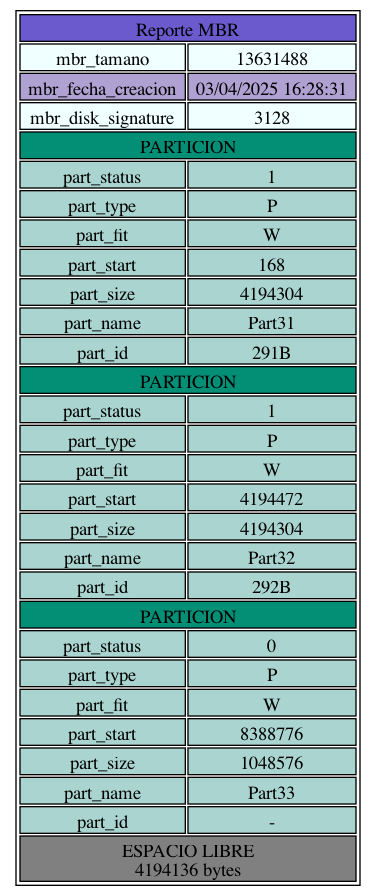 Reporte MBR
mbr_tamano 13631488
mbr_fecha_creacion 03/04/2025 16:28:31
mbr_disk_signature 3128
PARTICION
part_status 1
part_type P
part_fit W
part_start 168
part_size 4194304
part_name Part31
part_id 291B
PARTICION
part_status 1
part_type P
part_fit W
part_start 4194472
part_size 4194304
part_name Part32
part_id 292B
PARTICION
part_status 0
part_type P
part_fit W
part_start 8388776
part_size 1048576
part_name Part33
part_id -
ESPACIO LIBRE
4194136 bytes